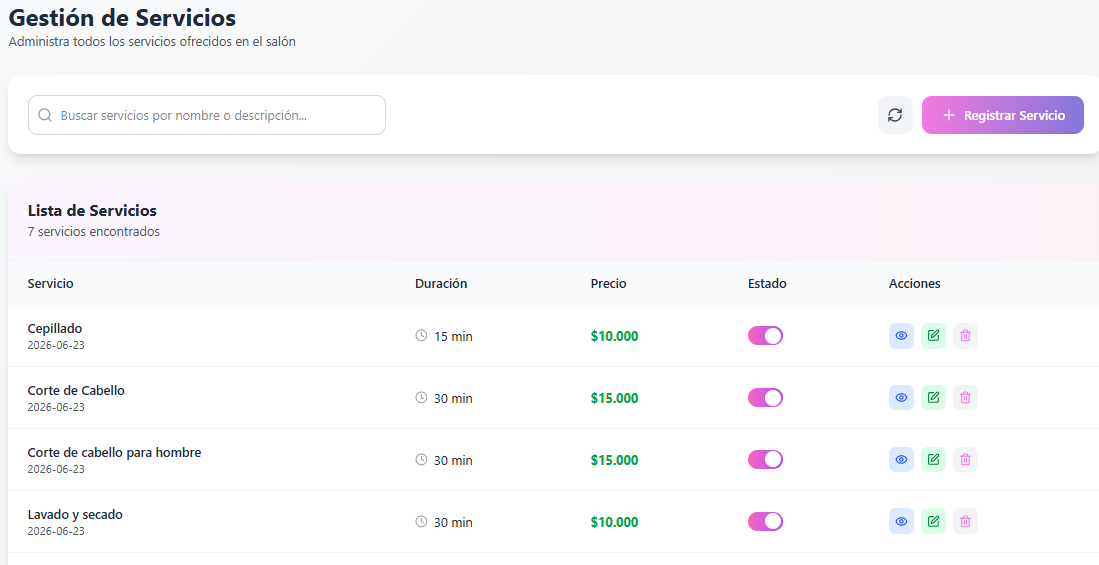 Gestión de Servicios
Administra todos los servicios ofrecidos en el salón
Buscar servicios por nombre o descripción...
Registrar Servicio
Lista de Servicios
7 servicios encontrados
Servicio Duración Precio Estado Acciones
Cepillado
2026-06-23
15 min $10.000
Corte de Cabello
2026-06-23
30 min $15.000
Corte de cabello para hombre
2026-06-23
30 min $15.000
Lavado y secado
2026-06-23
30 min $10.000